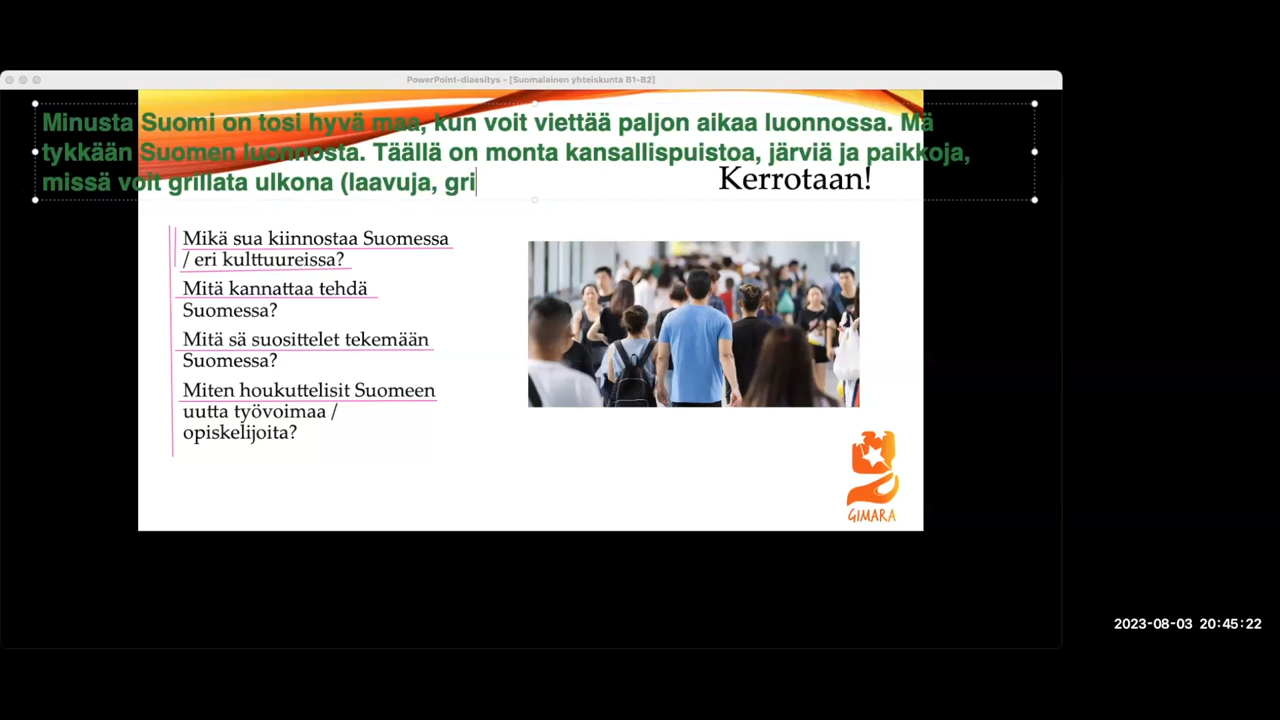 PowerPoint-diaesitys - [Suomalainen yhteiskunta B1-B2]
Minusta Suomi on tosi hyvä maa, kun voit viettää paljon aikaa luonnossa. Mä
tykkään Suomen luonnosta. Täällä on monta kansallispuistoa, järviä ja paikkoja,
missä voit grillata ulkona (laavuja, gri
Kerrotaan!
Mikä sua kiinnostaa Suomessa
/ eri kulttuureissa?
Mitä kannattaa tehdä
Suomessa?
Mitä sä suosittelet tekemään
Suomessa?
Miten houkuttelisit Suomeen
uutta työvoimaa /
opiskelijoita?
GIMARA
2023-08-03 20:45:22